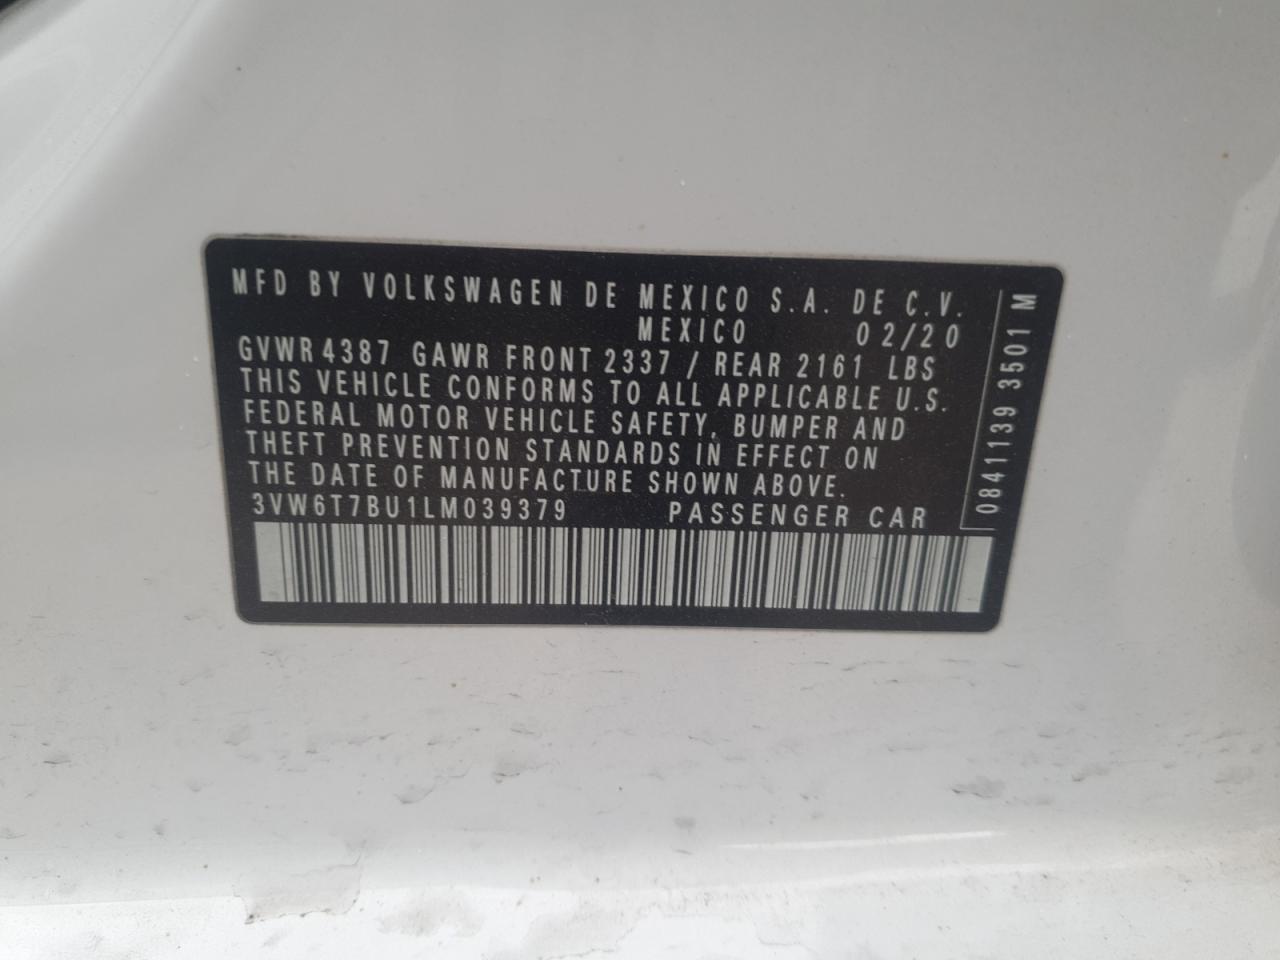 MFD BY VOLKSWAGEN DE MEXICO S.A. DE C.V.
MEXICO 02/20
GVWR 4387 GAWR FRONT 2337 / REAR 2161 LBS
THIS VEHICLE CONFORMS TO ALL APPLICABLE U.S.
FEDERAL MOTOR VEHICLE SAFETY, BUMPER AND
THEFT PREVENTION STANDARDS IN EFFECT ON
THE DATE OF MANUFACTURE SHOWN ABOVE.
3VW6T7BU1LM039379 PASSENGER CAR
0841139 3501 M